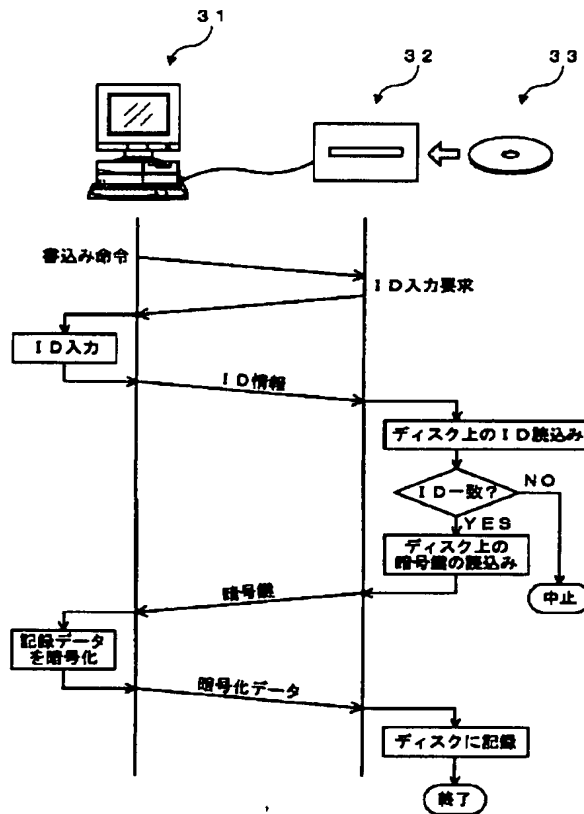 31
32
33
書込み命令
ID入力要求
ID入力
ID情報
ディスク上のID読込み
ID一致?
NO
YES
ディスク上の
暗号鍵の読込み
暗号鍵
中止
記録データ
を暗号化
暗号化データ
ディスクに記録
終了